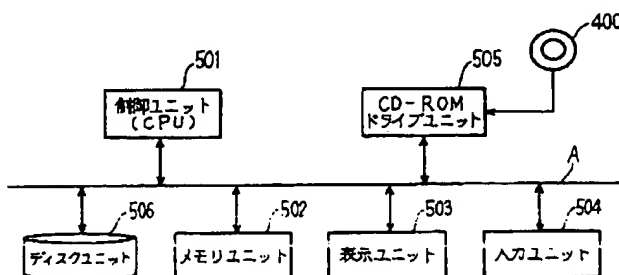 400
501
505
制御ユニット
(CPU)
CD-ROM
ドライブユニット
A
506
502
503
504
ディスクユニット
メモリユニット
表示ユニット
入力ユニット